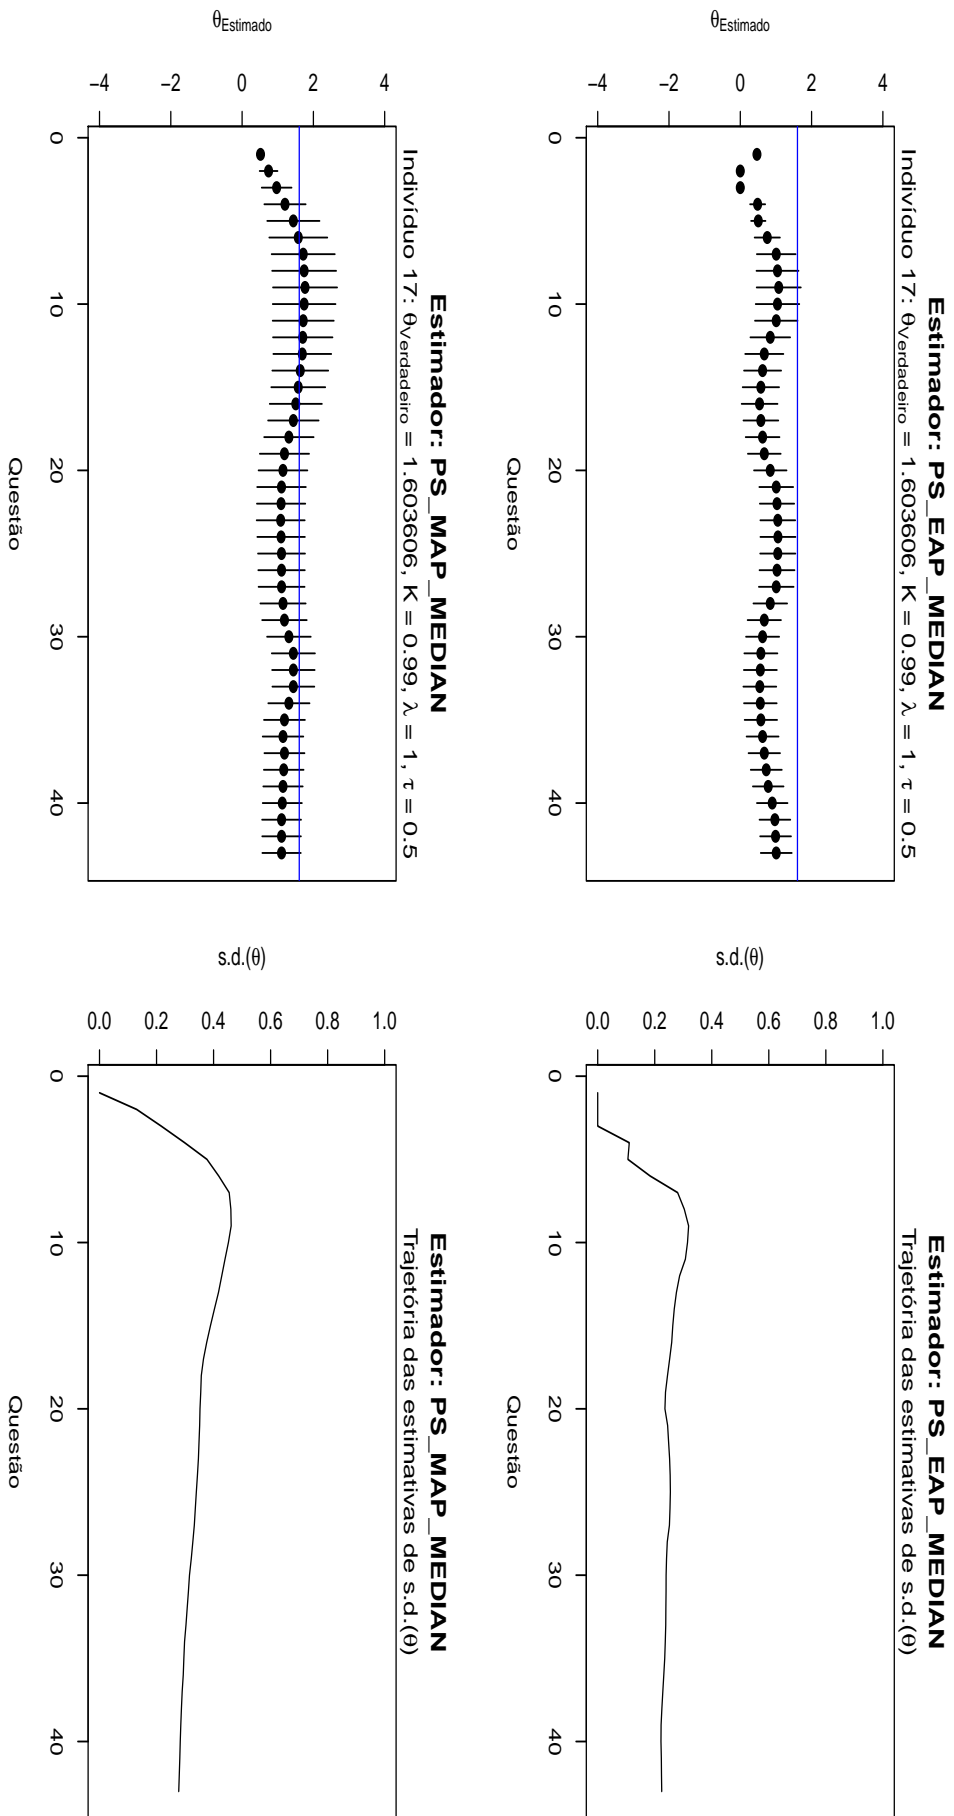 Estimador: PS_EAP_MEDIAN
Indivíduo 17: θVerdadeiro = 1.603606, K = 0.99, λ = 1, τ = 0.5
θEstimado
−4 −2 0 2 4
0 10 20 30 40
Questão
Estimador: PS_EAP_MEDIAN
Trajetória das estimativas de s.d.(θ)
s.d.(θ)
0.0 0.2 0.4 0.6 0.8 1.0
0 10 20 30 40
Questão
Estimador: PS_MAP_MEDIAN
Indivíduo 17: θVerdadeiro = 1.603606, K = 0.99, λ = 1, τ = 0.5
θEstimado
−4 −2 0 2 4
0 10 20 30 40
Questão
Estimador: PS_MAP_MEDIAN
Trajetória das estimativas de s.d.(θ)
s.d.(θ)
0.0 0.2 0.4 0.6 0.8 1.0
0 10 20 30 40
Questão